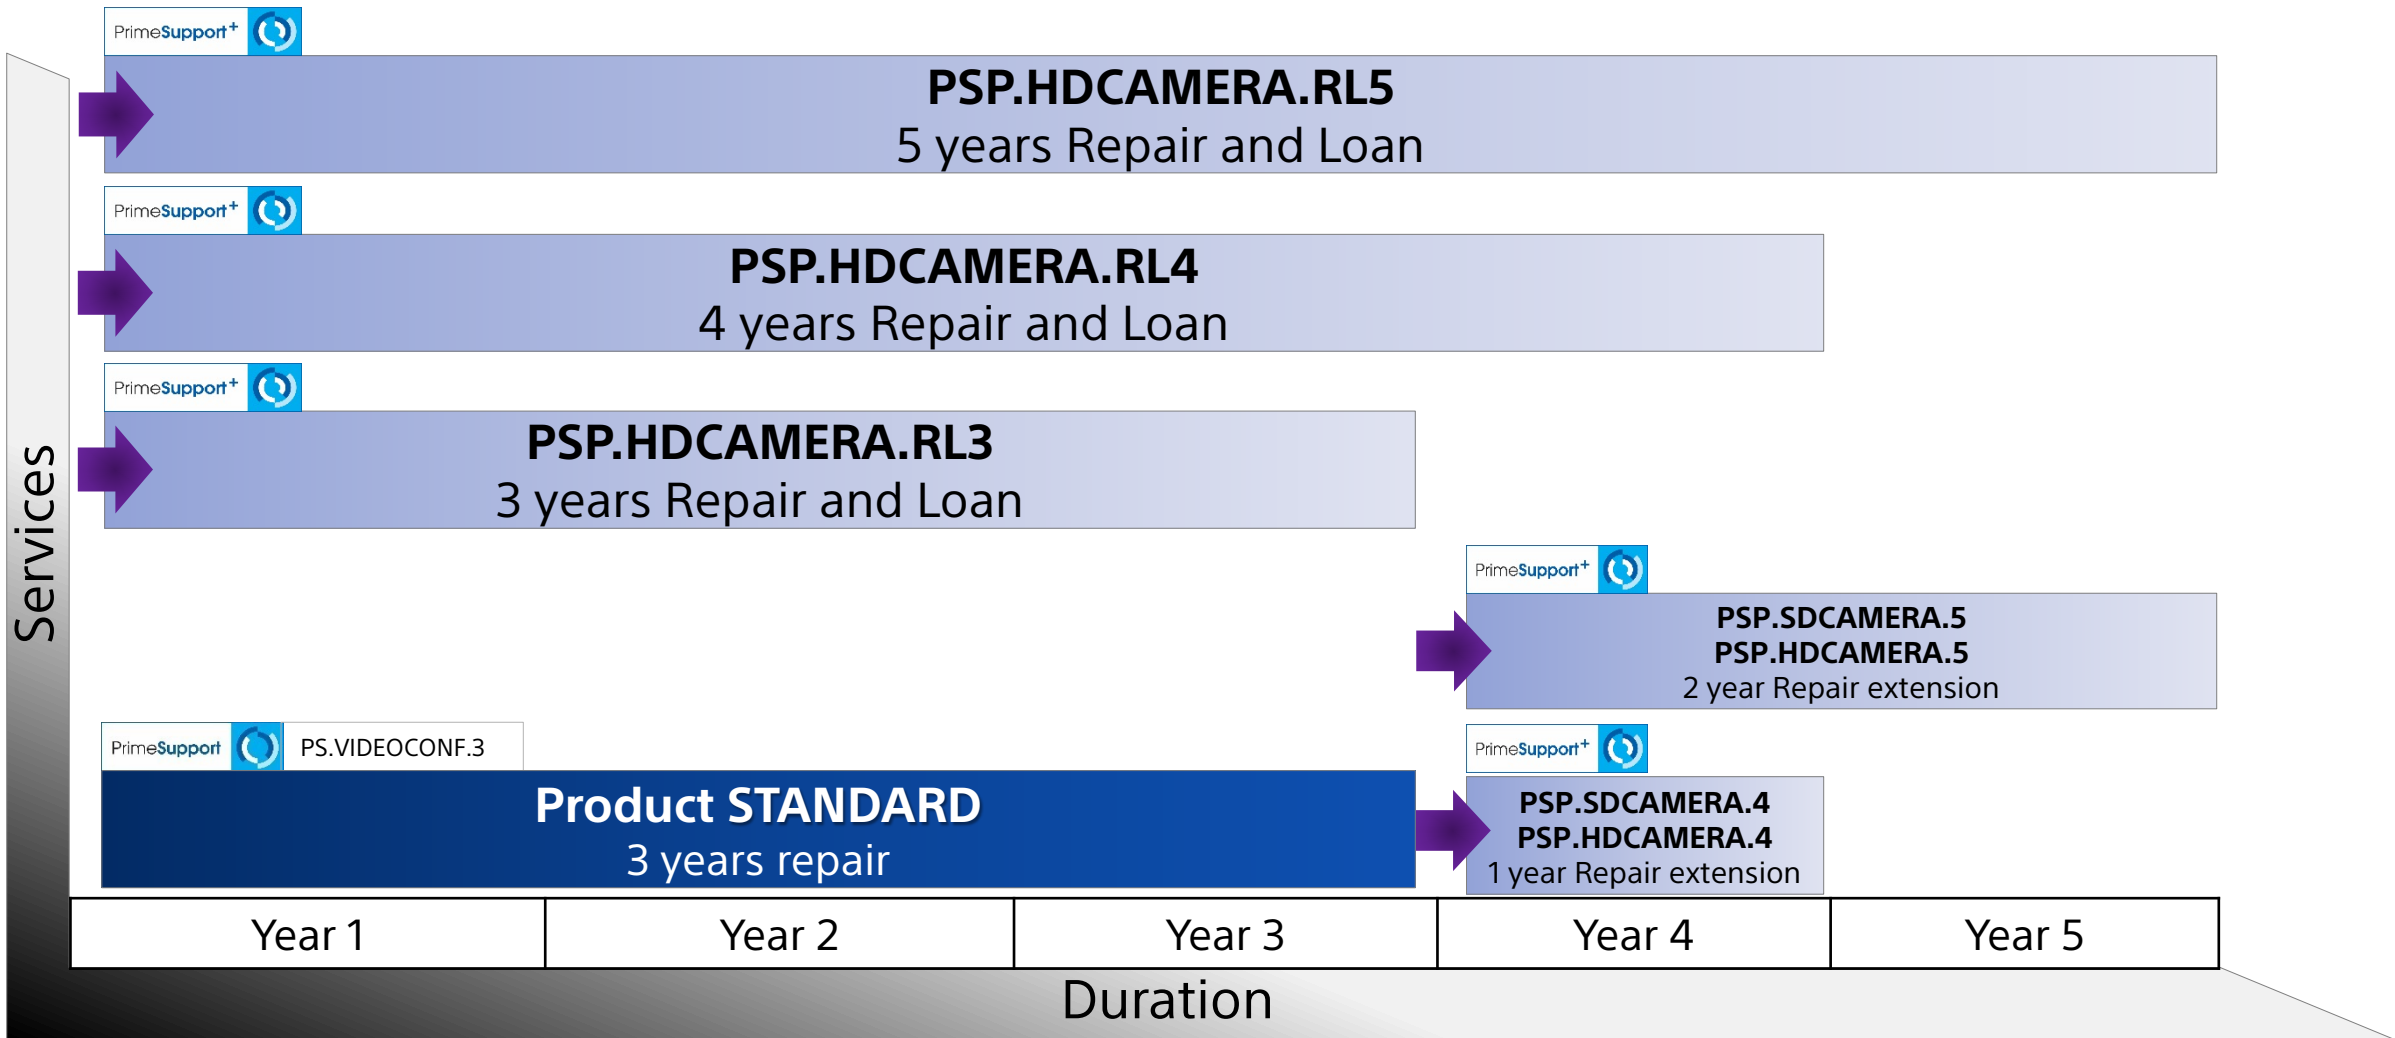 PrimeSupport+
PSP.HDCAMERA.RL5
5 years Repair and Loan
PrimeSupport+
PSP.HDCAMERA.RL4
4 years Repair and Loan
PrimeSupport+
PSP.HDCAMERA.RL3
3 years Repair and Loan
Services
PrimeSupport+
PSP.SDCAMERA.5
PSP.HDCAMERA.5
2 year Repair extension
PrimeSupport PS.VIDEOCONF.3
Product STANDARD
3 years repair
PrimeSupport+
PSP.SDCAMERA.4
PSP.HDCAMERA.4
1 year Repair extension
Year 1 Year 2 Year 3 Year 4 Year 5
Duration